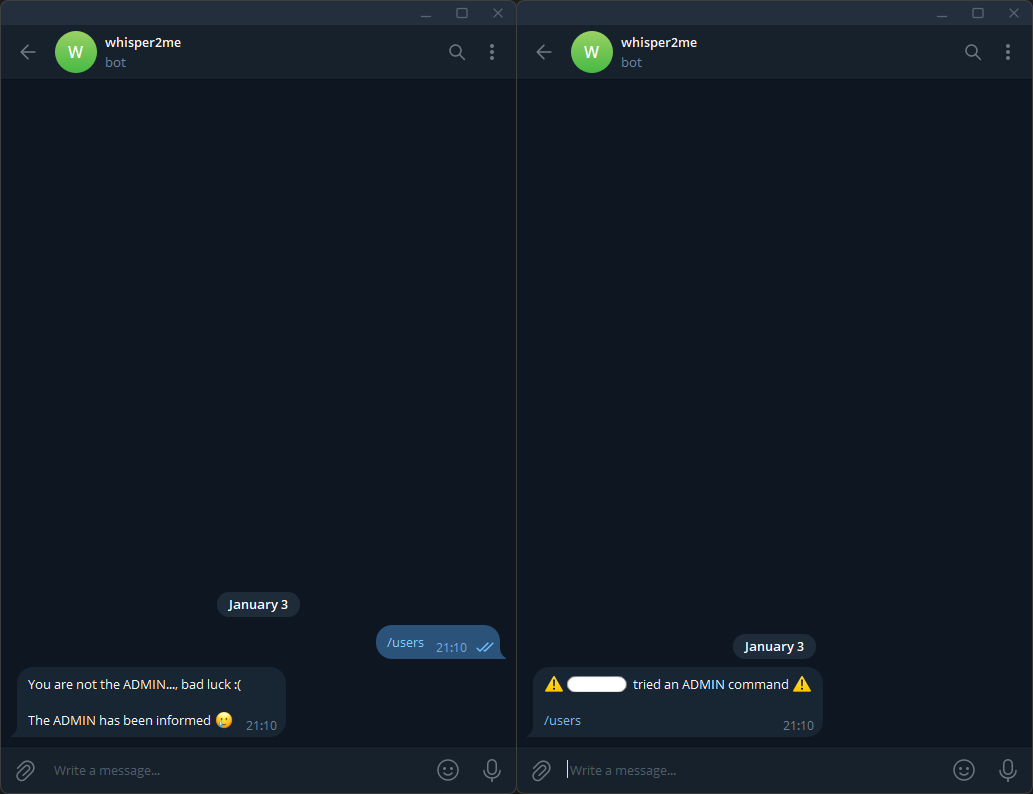 W
whisper2me
bot
January 3
/users 21:10
You are not the ADMIN..., bad luck :(
The ADMIN has been informed 🥲 21:10
Write a message...
W
whisper2me
bot
January 3
⚠️ tried an ADMIN command ⚠️
/users 21:10
Write a message...